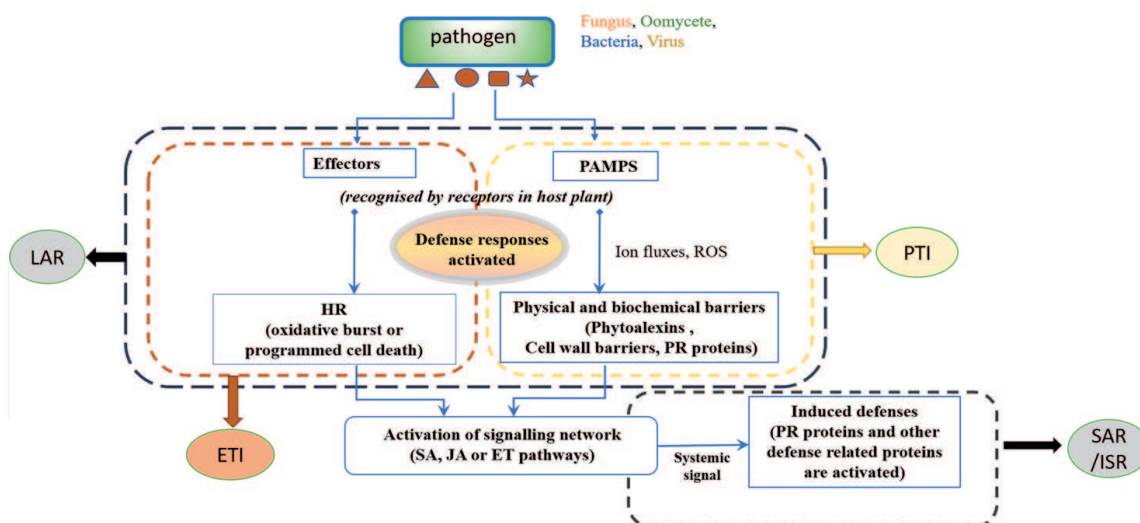 pathogen
Fungus, Oomycete,
Bacteria, Virus
Effectors
PAMPS
(recognised by receptors in host plant)
Defense responses
activated
LAR
Ion fluxes, ROS
PTI
HR
(oxidative burst or
programmed cell death)
Physical and biochemical barriers
(Phytoalexins ,
Cell wall barriers, PR proteins)
ETI
Activation of signalling network
(SA, JA or ET pathways)
Systemic
signal
Induced defenses
(PR proteins and other
defense related proteins
are activated)
SAR
/ISR